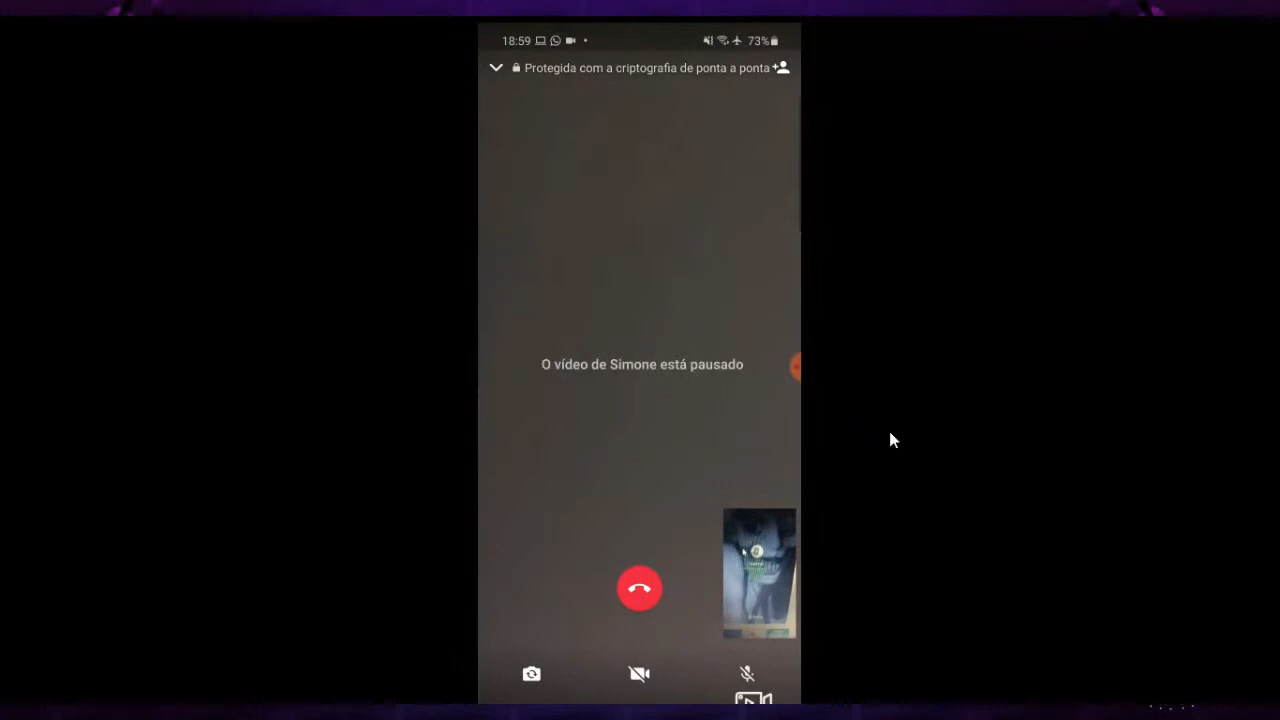 18:59 73%
Protegida com a criptografia de ponta a ponta
O vídeo de Simone está pausado